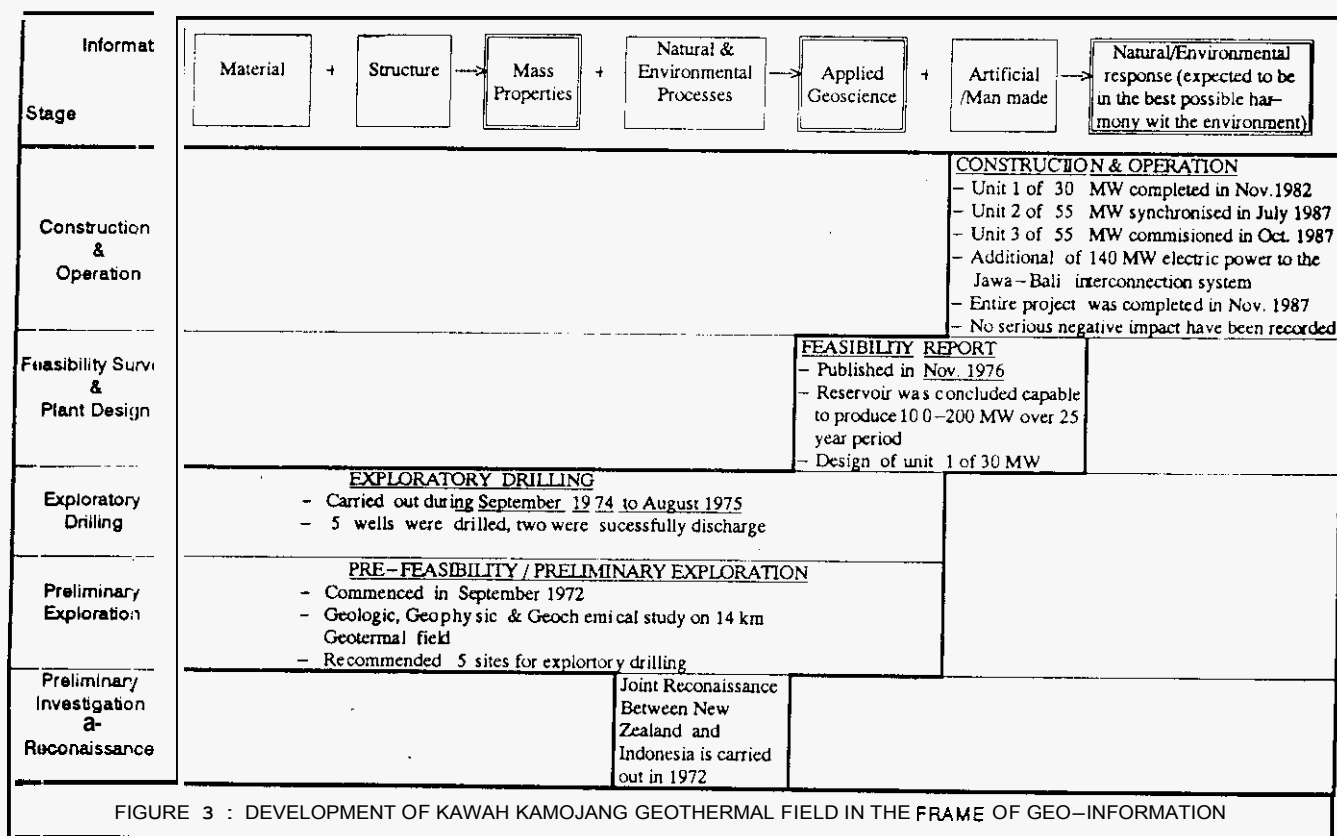 Informat
Stage
Material + Structure → Mass Properties + Natural & Environmental Processes → Applied Geoscience + Artificial /Man made → Natural/Environmental response (expected to be in the best possible har–mony wit the environment)
Construction
&
Operation
CONSTRUCTION & OPERATION
– Unit 1 of 30 MW completed in Nov.1982
– Unit 2 of 55 MW synchronised in July 1987
– Unit 3 of 55 MW commisioned in Oct. 1987
– Additional of 140 MW electric power to the
Jawa–Bali interconnection system
– Entire project was completed in Nov. 1987
– No serious negative impact have been recorded
Feasibility Surve
&
Plant Design
FEASIBILITY REPORT
– Published in Nov. 1976
– Reservoir was concluded capable
to produce 100–200 MW over 25
year period
– Design of unit 1 of 30 MW
Exploratory
Drilling
EXPLORATORY DRILLING
– Carried out during September 1974 to August 1975
– 5 wells were drilled, two were sucessfully discharge
Preliminary
Exploration
PRE–FEASIBILITY / PRELIMINARY EXPLORATION
– Commenced in September 1972
– Geologic, Geophysic & Geochemical study on 14 km
Geotermal field
– Recommended 5 sites for explortory drilling
Preliminary
Investigation
a-
Reconaissance
Joint Reconaissance
Between New
Zealand and
Indonesia is carried
out in 1972
FIGURE 3 : DEVELOPMENT OF KAWAH KAMOJANG GEOTHERMAL FIELD IN THE FRAME OF GEO–INFORMATION